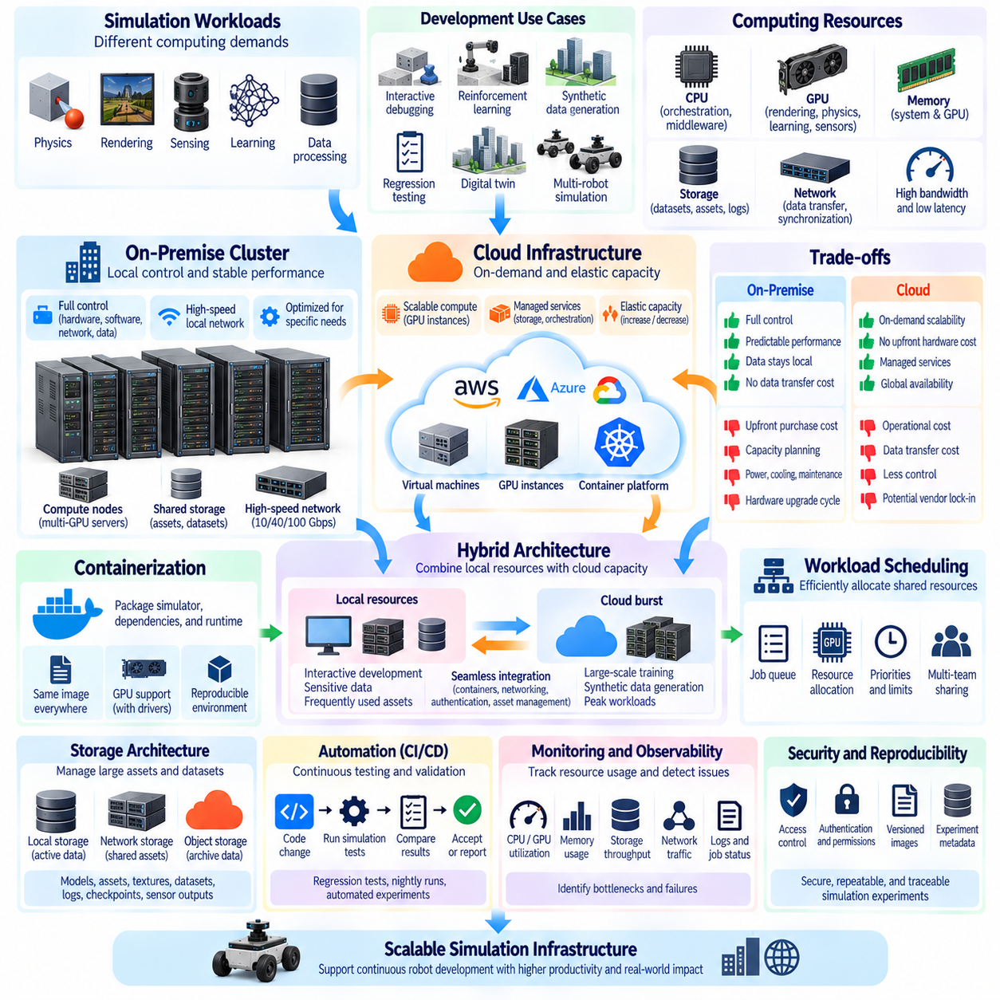 Simulation Workloads
Different computing demands
Physics
Rendering
Sensing
Learning
Data
processing
Development Use Cases
Interactive
debugging
Reinforcement
learning
Synthetic
data generation
Regression
testing
Digital twin
Multi-robot
simulation
Computing Resources
CPU
(orchestration,
middleware)
GPU
(rendering, physics,
learning, sensors)
Memory
(system & GPU)
Storage
(datasets, assets, logs)
Network
(data transfer,
synchronization)
High bandwidth
and low latency
On-Premise Cluster
Local control and stable performance
Full control
(hardware, software,
network, data)
High-speed
local network
Optimized for
specific needs
Compute nodes
(multi-GPU servers)
Shared storage
(assets, datasets)
High-speed network
(10/40/100 Gbps)
Cloud Infrastructure
On-demand and elastic capacity
Scalable compute
(GPU instances)
Managed services
(storage, orchestration)
Elastic capacity
(increase / decrease)
aws
Azure
Virtual machines
GPU instances
Container platform
Trade-offs
On-Premise
Full control
Predictable performance
Data stays local
No data transfer cost
Upfront purchase cost
Capacity planning
Power, cooling, maintenance
Hardware upgrade cycle
Cloud
On-demand scalability
No upfront hardware cost
Managed services
Global availability
Operational cost
Data transfer cost
Less control
Potential vendor lock-in
Containerization
Package simulator,
dependencies, and runtime
Same image
everywhere
GPU support
(with drivers)
Reproducible
environment
Hybrid Architecture
Combine local resources with cloud capacity
Local resources
Interactive development
Sensitive data
Frequently used assets
Seamless integration
(containers, networking,
authentication, asset management)
Cloud burst
Large-scale training
Synthetic data generation
Peak workloads
Workload Scheduling
Efficiently allocate shared resources
Job queue
GPU
Resource
allocation
Priorities
and limits
Multi-team
sharing
Storage Architecture
Manage large assets and datasets
Local storage
(active data)
Network storage
(shared assets)
Object storage
(archive data)
Models, assets, textures, datasets,
logs, checkpoints, sensor outputs
Automation (CI/CD)
Continuous testing and validation
</>
Code
change
Run simulation
tests
Compare
results
Accept
or report
Regression tests, nightly runs,
automated experiments
Monitoring and Observability
Track resource usage and detect issues
CPU / GPU
utilization
Memory
usage
Storage
throughput
Network
traffic
Logs and
job status
Identify bottlenecks and failures
Security and Reproducibility
Access
control
Authentication
and permissions
Versioned
images
Experiment
metadata
Secure, repeatable, and traceable
simulation experiments
Scalable Simulation Infrastructure
Support continuous robot development with higher productivity and real-world impact